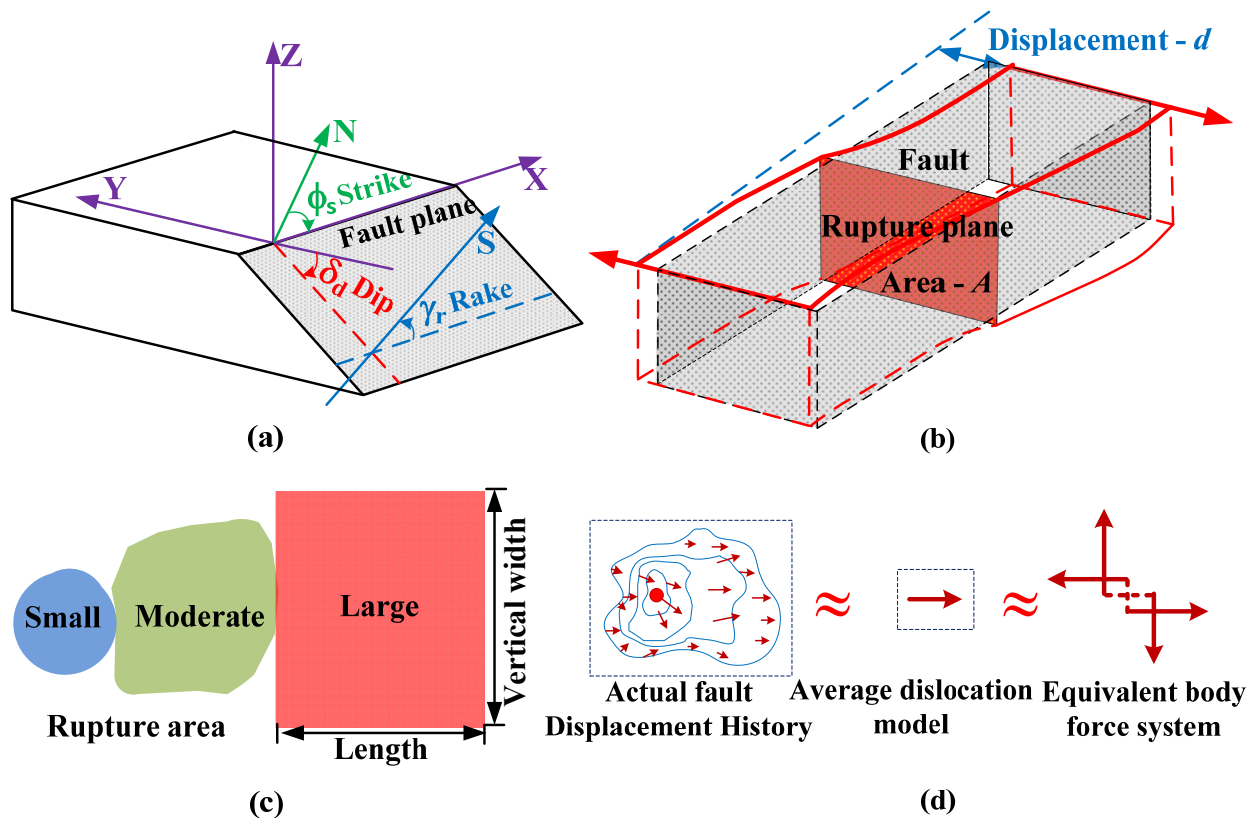 Z
N
X
Y
ϕs Strike
Fault plane
S
δd Dip
γr Rake
(a)
Displacement - d
Fault
Rupture plane
Area - A
(b)
Small
Moderate
Large
Vertical width
Rupture area
Length
(c)
≈
≈
Actual fault
Displacement History
Average dislocation
model
Equivalent body
force system
(d)